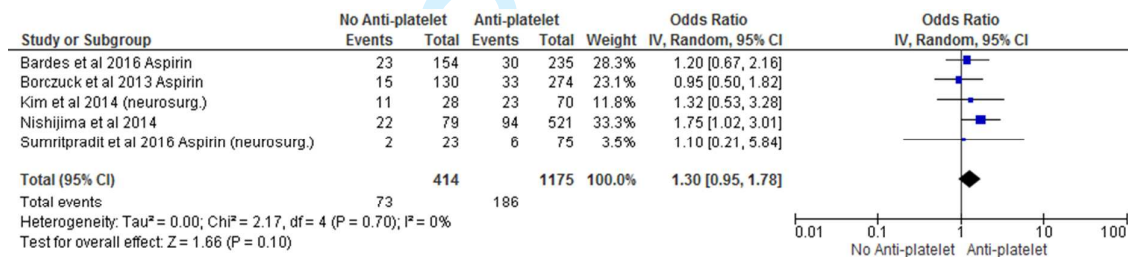 No Anti-platelet Anti-platelet Odds Ratio Odds Ratio
Study or Subgroup Events Total Events Total Weight IV, Random, 95% CI IV, Random, 95% CI
Bardes et al 2016 Aspirin 23 154 30 235 28.3% 1.20 [0.67, 2.16]
Borczuck et al 2013 Aspirin 15 130 33 274 23.1% 0.95 [0.50, 1.82]
Kim et al 2014 (neurosurg.) 11 28 23 70 11.8% 1.32 [0.53, 3.28]
Nishijima et al 2014 22 79 94 521 33.3% 1.75 [1.02, 3.01]
Sumritpradit et al 2016 Aspirin (neurosurg.) 2 23 6 75 3.5% 1.10 [0.21, 5.84]
Total (95% CI) 414 1175 100.0% 1.30 [0.95, 1.78]
Total events 73 186
Heterogeneity: Tau² = 0.00; Chi² = 2.17, df = 4 (P = 0.70); I² = 0%
Test for overall effect: Z = 1.66 (P = 0.10)
0.01 0.1 1 10 100
No Anti-platelet Anti-platelet